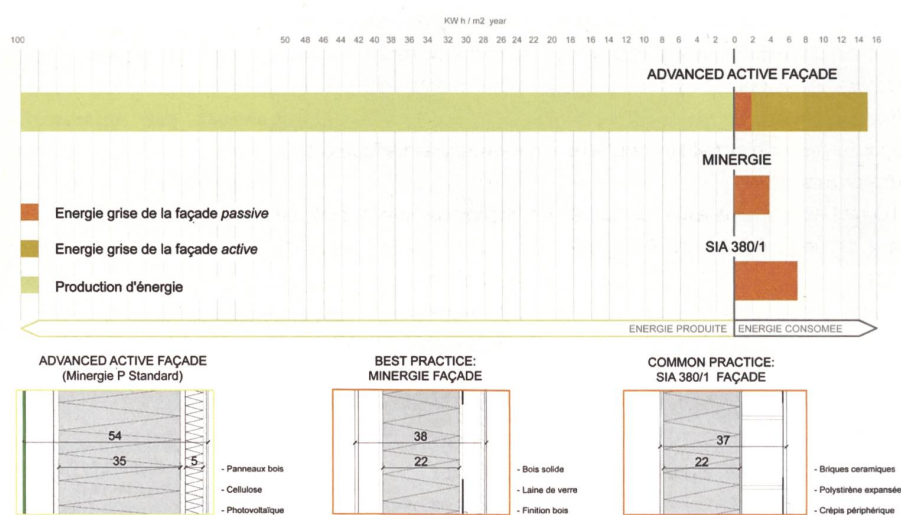 KW h / m2 year
100 50 48 46 44 42 40 38 36 34 32 30 28 26 24 22 20 18 16 14 12 10 8 6 4 2 0 2 4 6 8 10 12 14 16
ADVANCED ACTIVE FAÇADE
MINERGIE
Energie grise de la façade passive
Energie grise de la façade active
SIA 380/1
Production d'énergie
ENERGIE PRODUITE ENERGIE CONSOMEE
ADVANCED ACTIVE FAÇADE
(Minergie P Standard)
54
35 5
- Panneaux bois
- Cellulose
- Photovoltaïque
BEST PRACTICE:
MINERGIE FAÇADE
38
22
- Bois solide
- Laine de verre
- Finition bois
COMMON PRACTICE:
SIA 380/1 FAÇADE
37
22
- Briques ceramiques
- Polystirène expansée
- Crépis périphérique